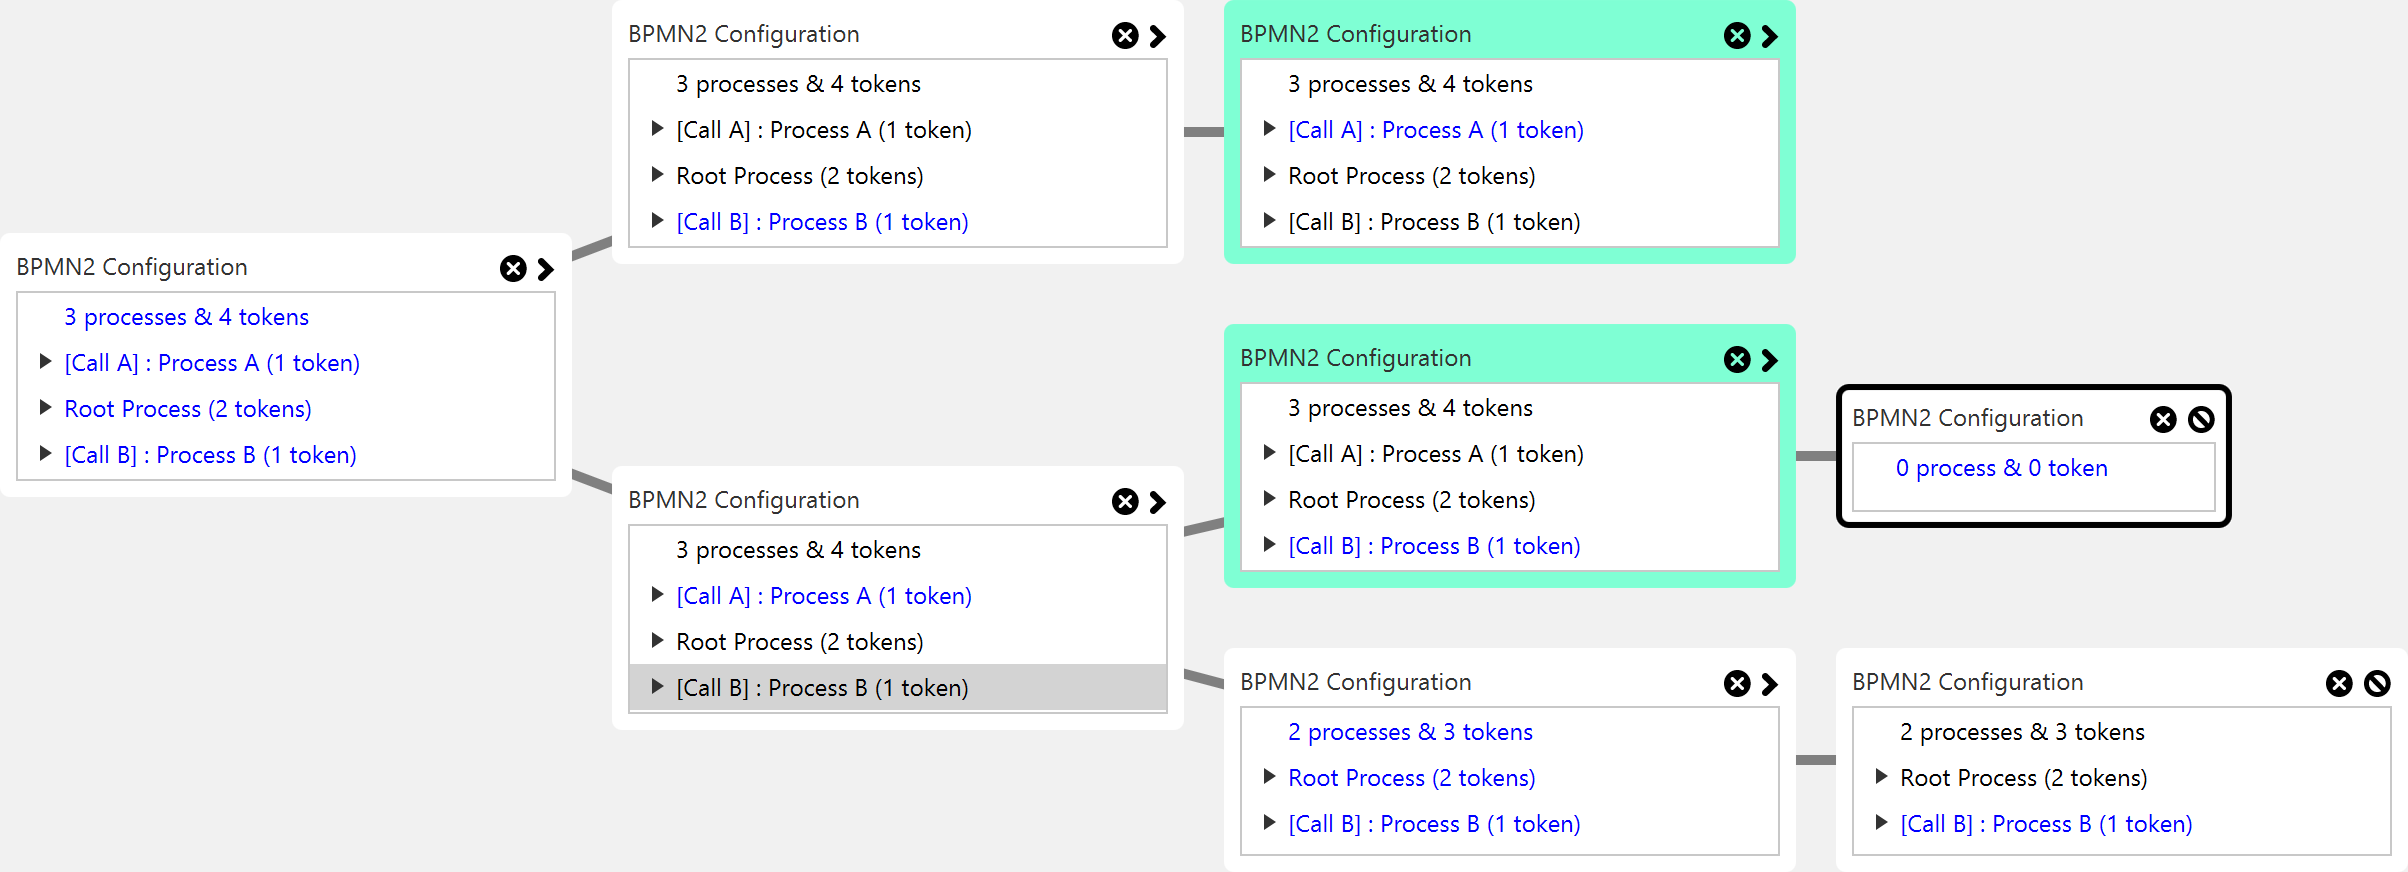 BPMN2 Configuration
3 processes & 4 tokens
[Call A] : Process A (1 token)
Root Process (2 tokens)
[Call B] : Process B (1 token)
BPMN2 Configuration
3 processes & 4 tokens
[Call A] : Process A (1 token)
Root Process (2 tokens)
[Call B] : Process B (1 token)
BPMN2 Configuration
3 processes & 4 tokens
[Call A] : Process A (1 token)
Root Process (2 tokens)
[Call B] : Process B (1 token)
BPMN2 Configuration
3 processes & 4 tokens
[Call A] : Process A (1 token)
Root Process (2 tokens)
[Call B] : Process B (1 token)
BPMN2 Configuration
3 processes & 4 tokens
[Call A] : Process A (1 token)
Root Process (2 tokens)
[Call B] : Process B (1 token)
BPMN2 Configuration
0 process & 0 token
BPMN2 Configuration
2 processes & 3 tokens
Root Process (2 tokens)
[Call B] : Process B (1 token)
BPMN2 Configuration
2 processes & 3 tokens
Root Process (2 tokens)
[Call B] : Process B (1 token)